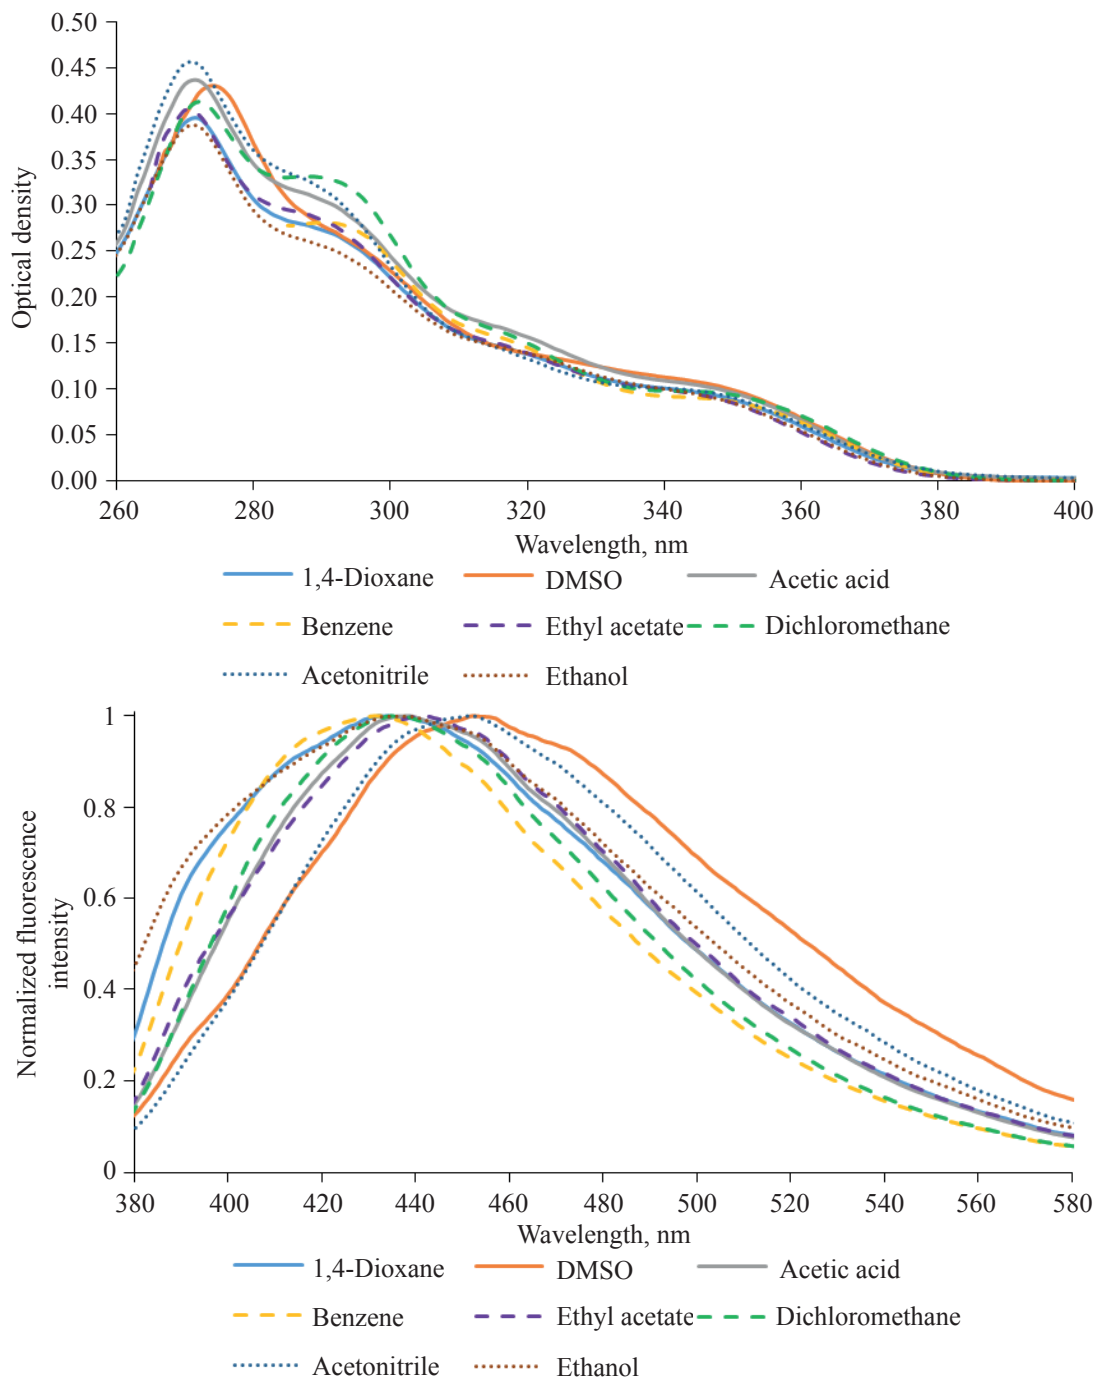 0.50
0.45
0.40
0.35
0.30
0.25
0.20
0.15
0.10
0.05
0.00
Optical density
260 280 300 320 340 360 380 400
Wavelength, nm
1,4-Dioxane DMSO Acetic acid
Benzene Ethyl acetate Dichloromethane
Acetonitrile Ethanol
1
0.8
0.6
0.4
0.2
0
Normalized fluorescence
intensity
380 400 420 440 460 480 500 520 540 560 580
Wavelength, nm
1,4-Dioxane DMSO Acetic acid
Benzene Ethyl acetate Dichloromethane
Acetonitrile Ethanol